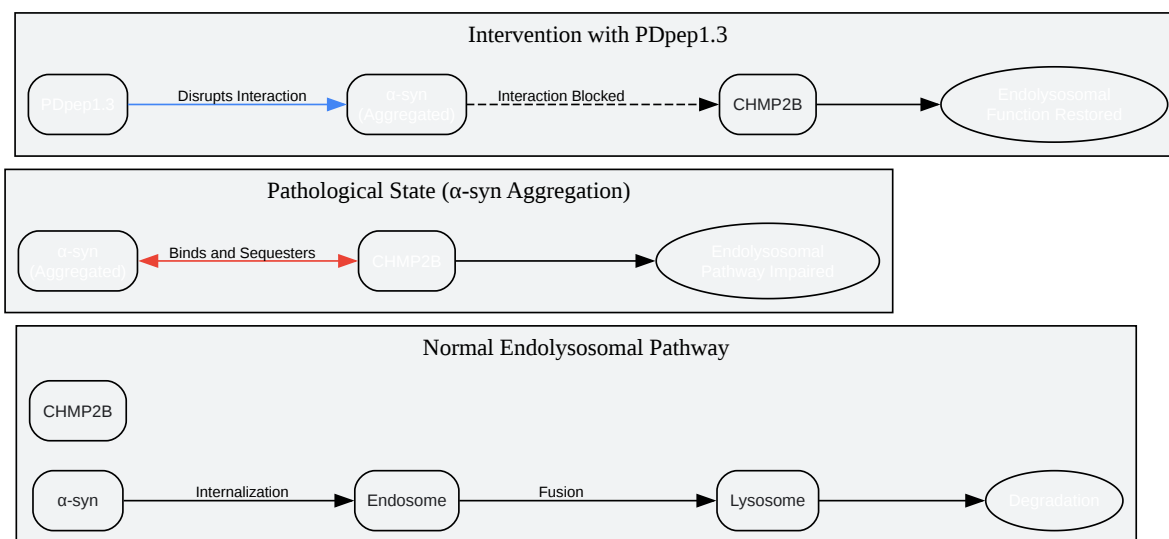 Intervention with PDpep1.3
PDpep1.3
Disrupts Interaction
α-syn
(Aggregated)
Interaction Blocked
CHMP2B
Endolysosomal
Function Restored
Pathological State (α-syn Aggregation)
α-syn
(Aggregated)
Binds and Sequesters
CHMP2B
Endolysosomal
Pathway Impaired
Normal Endolysosomal Pathway
CHMP2B
α-syn
Internalization
Endosome
Fusion
Lysosome
Degradation